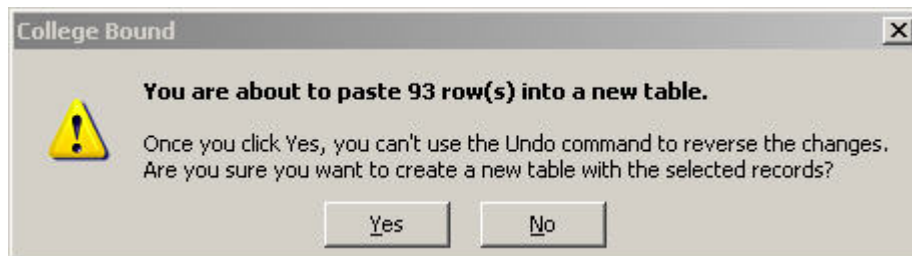 College Bound
You are about to paste 93 row(s) into a new table.
Once you click Yes, you can't use the Undo command to reverse the changes.
Are you sure you want to create a new table with the selected records?
Yes No